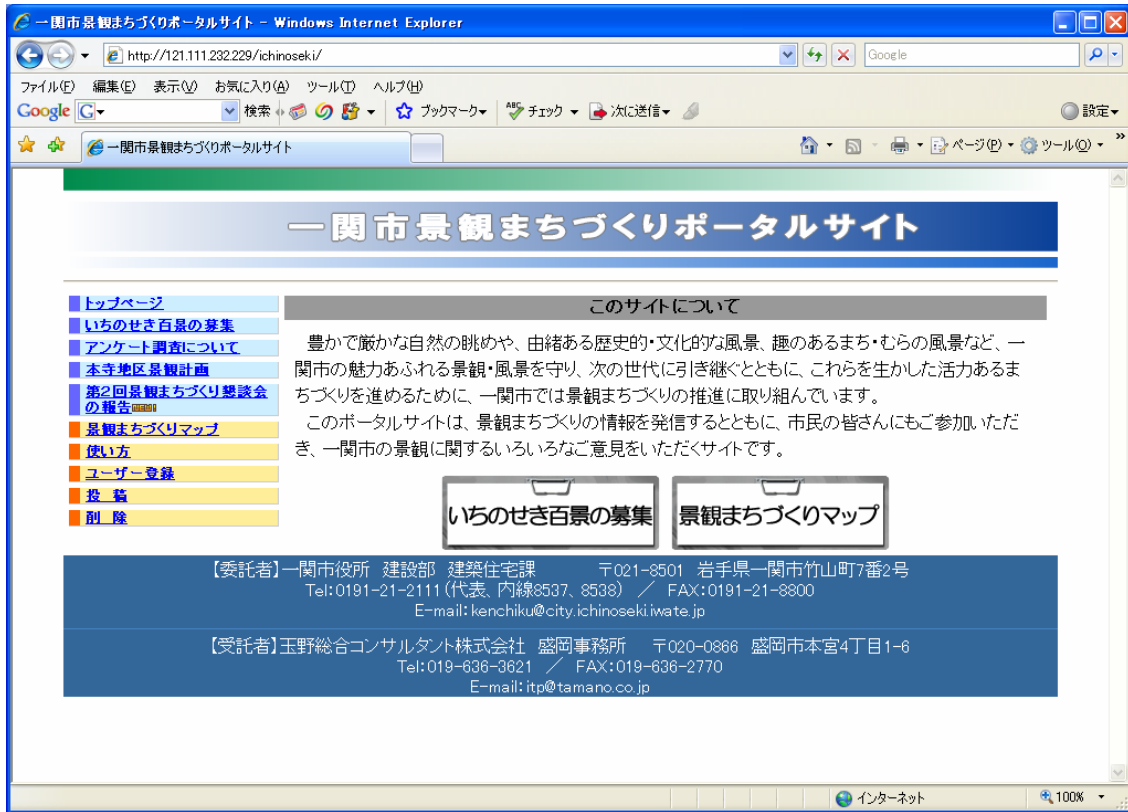 一関市景観まちづくりポータルサイト - Windows Internet Explorer
http://121.111.232.229/ichinoseki/
Google
ファイル(F) 編集(E) 表示(V) お気に入り(A) ツール(T) ヘルプ(H)
Google G 検索 ブックマーク ABC チェック 次に送信 設定
一関市景観まちづくりポータルサイト ページ(P) ツール(O) »
一関市景観まちづくりポータルサイト
トップページ
いちのせき百景の募集
アンケート調査について
本寺地区景観計画
第2回景観まちづくり懇談会
の報告
景観まちづくりマップ
使い方
ユーザー登録
投 稿
削 除
このサイトについて
豊かで厳かな自然の眺めや、由緒ある歴史的・文化的な風景、趣のあるまち・むらの風景など、一
関市の魅力あふれる景観・風景を守り、次の世代に引き継ぐとともに、これらを生かした活力あるま
ちづくりを進めるために、一関市では景観まちづくりの推進に取り組んでいます。
このポータルサイトは、景観まちづくりの情報を発信するとともに、市民の皆さんにもご参加いただ
き、一関市の景観に関するいろいろなご意見をいただくサイトです。
いちのせき百景の募集 景観まちづくりマップ
【委託者】一関市役所 建設部 建築住宅課 〒021-8501 岩手県一関市竹山町7番2号
Tel:0191-21-2111(代表、内線8537、8538) / FAX:0191-21-8800
E-mail:kenchiku@city.ichinoseki.iwate.jp
【受託者】玉野総合コンサルタント株式会社 盛岡事務所 〒020-0866 盛岡市本宮4丁目1-6
Tel:019-636-3621 / FAX:019-636-2770
E-mail:itp@tamano.co.jp
インターネット 100%